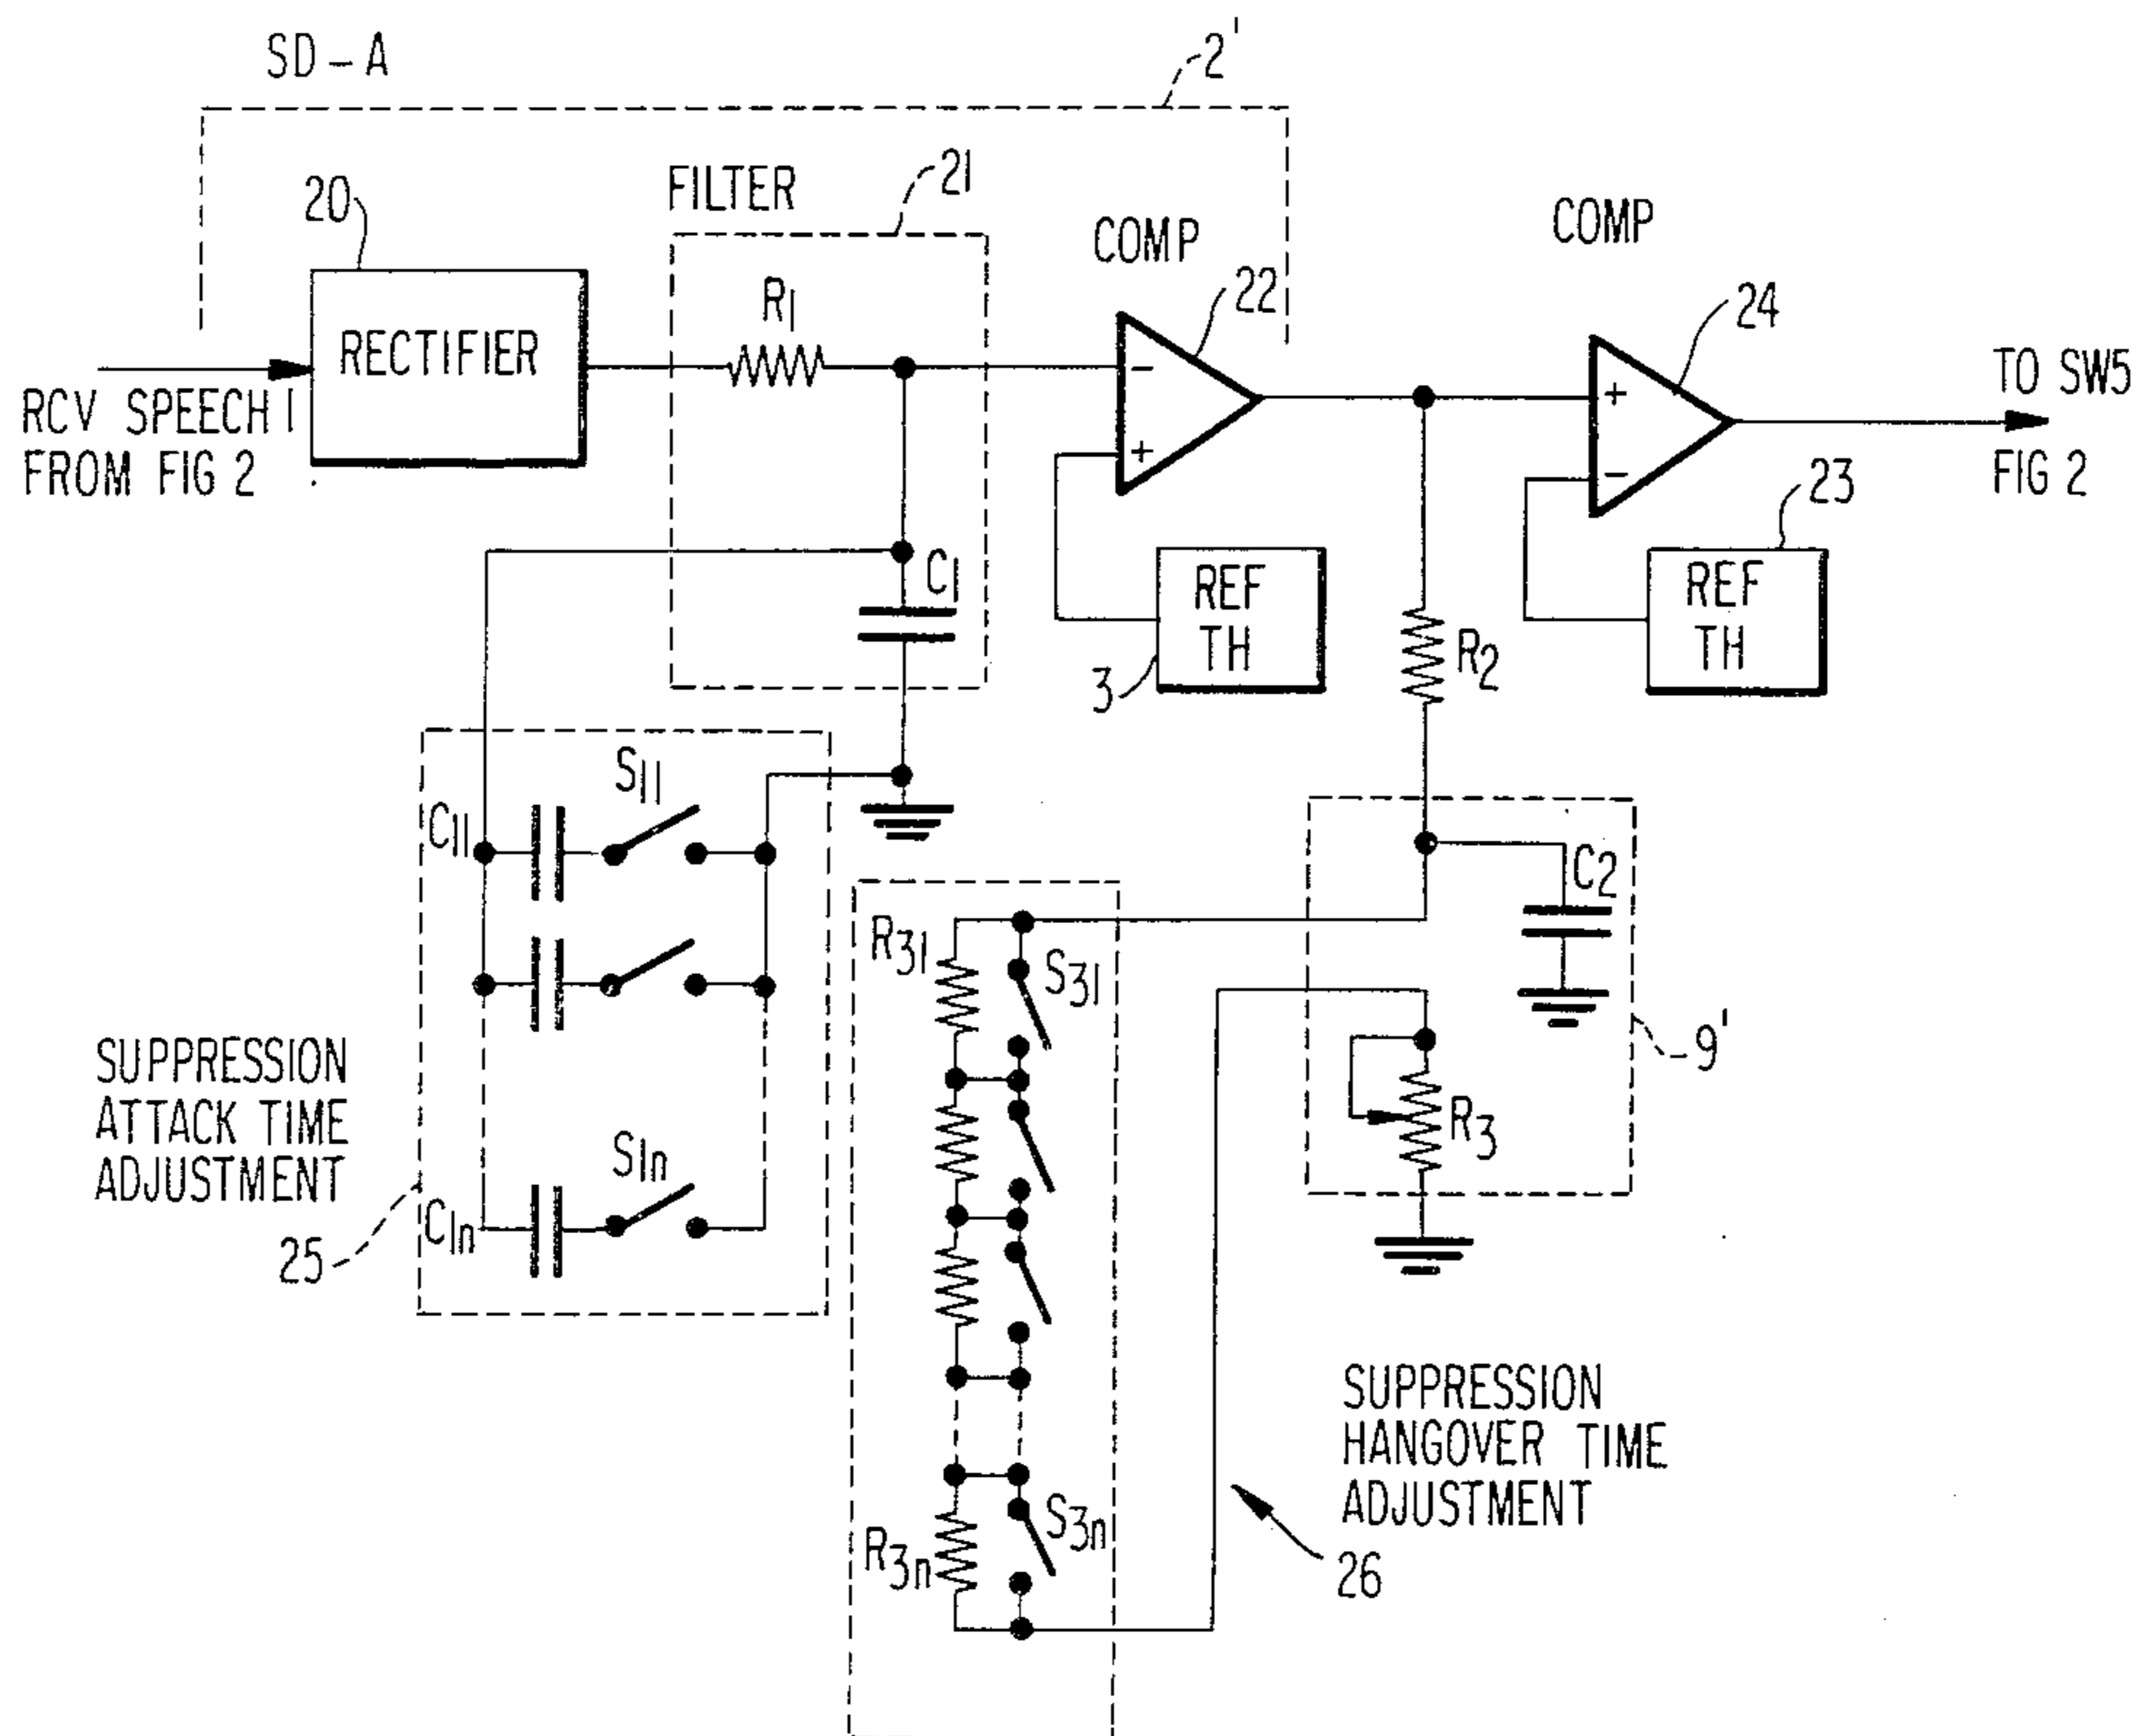 SD-A
2'
20
FILTER
21
COMP
22
COMP
24
RECTIFIER
R1
RCV SPEECH 1
FROM FIG 2
-
+
+
-
TO SW5
FIG 2
23
C1
REF
TH
3
R2
REF
TH
S11
C11
C2
R31
S31
9'
R3
SUPPRESSION
ATTACK TIME
ADJUSTMENT
25
S1n
C1n
SUPPRESSION
HANGOVER TIME
ADJUSTMENT
26
S3n
R3n